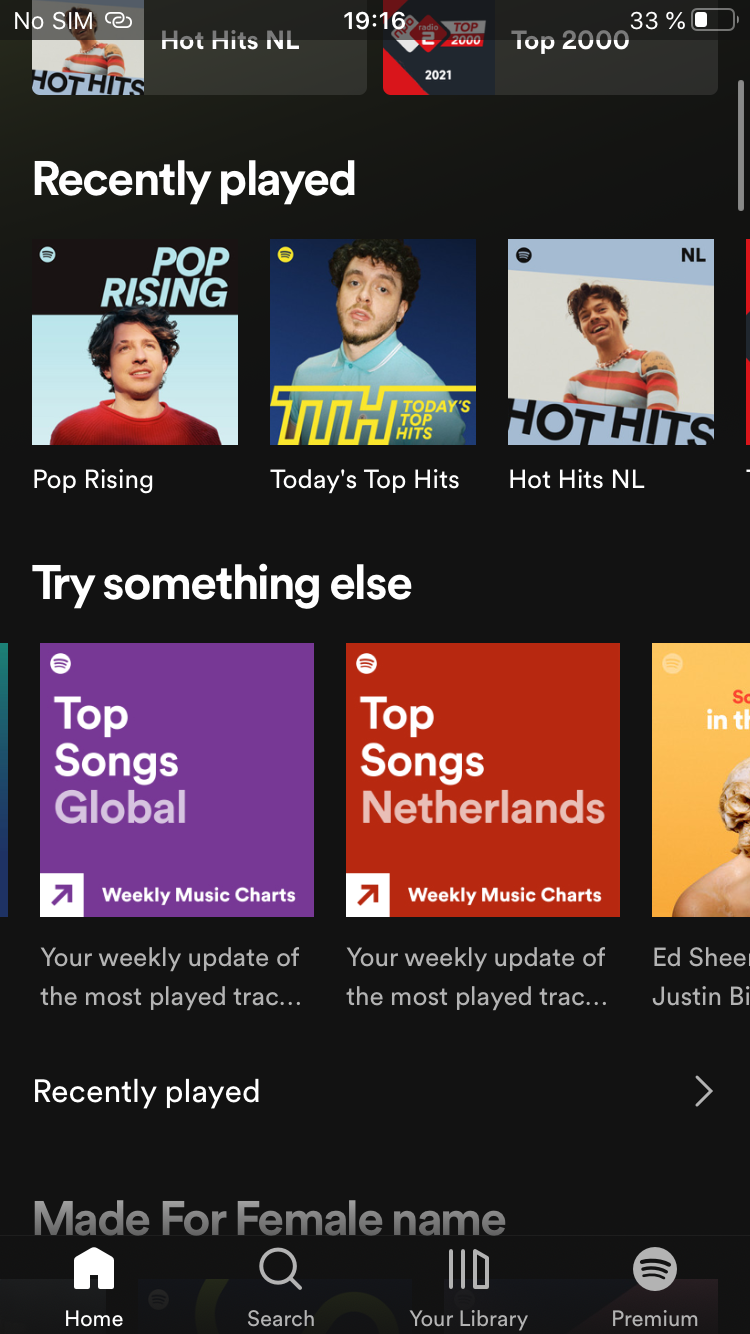 No SIM 19:16 33 %
Hot Hits NL
HOT HITS
Top 2000
radio
2
TOP
2000
2021
Recently played
POP
RISING
TTH TODAY'S
TOP
HITS
NL
HOT HITS
Pop Rising
Today's Top Hits
Hot Hits NL
Try something else
Top
Songs
Global
Weekly Music Charts
Top
Songs
Netherlands
Weekly Music Charts
in th
Your weekly update of
the most played trac...
Your weekly update of
the most played trac...
Ed Sheer
Justin Bi
Recently played
Made For Female name
Home
Search
Your Library
Premium